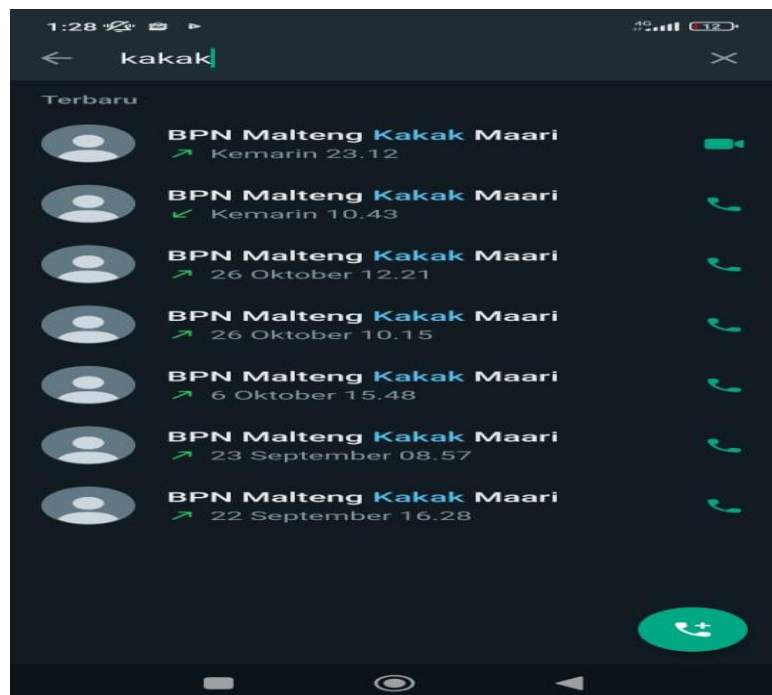 1:28
4G
12
kakak
Terbaru
BPN Malteng Kakak Maari
Kemarin 23.12
BPN Malteng Kakak Maari
Kemarin 10.43
BPN Malteng Kakak Maari
26 Oktober 12.21
BPN Malteng Kakak Maari
26 Oktober 10.15
BPN Malteng Kakak Maari
6 Oktober 15.48
BPN Malteng Kakak Maari
23 September 08.57
BPN Malteng Kakak Maari
22 September 16.28